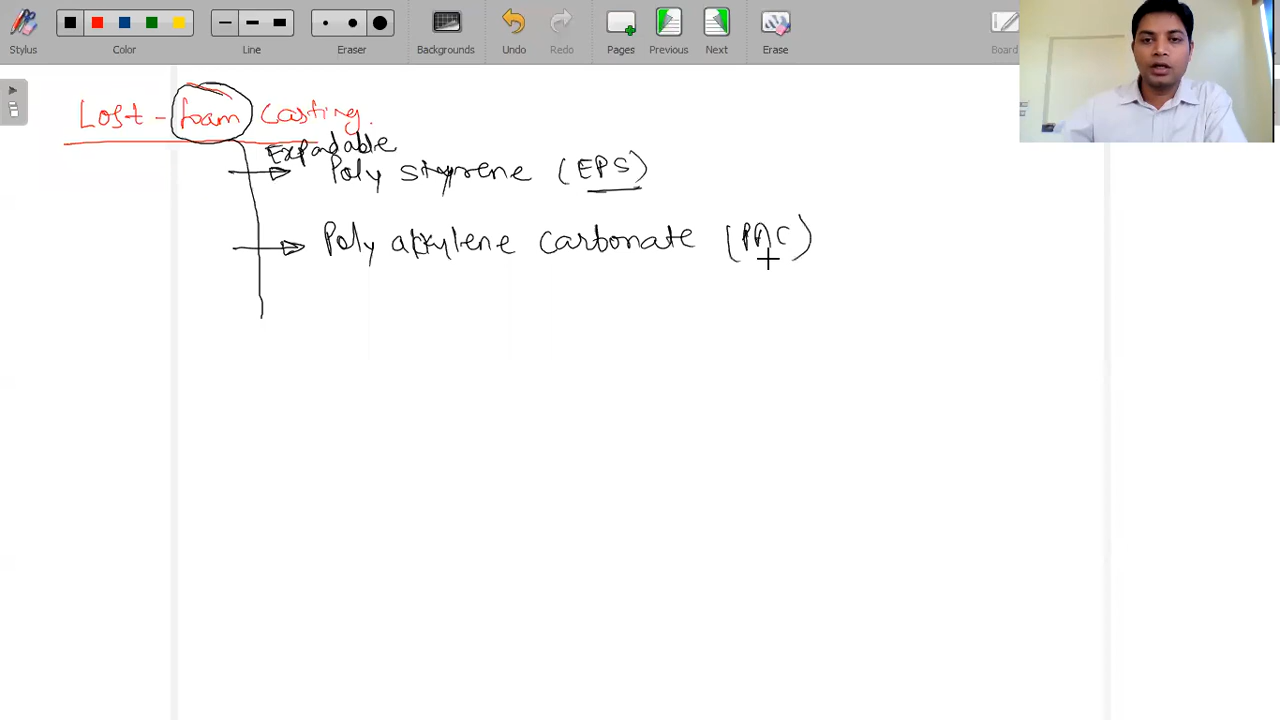 Stylus
Color
Line
Eraser
Backgrounds
Undo
Redo
Pages
Previous
Next
Erase
Board
Lost - foam casting.
Expadable
Poly styrene (EPS)
Poly alkylene carbonate (PAC)